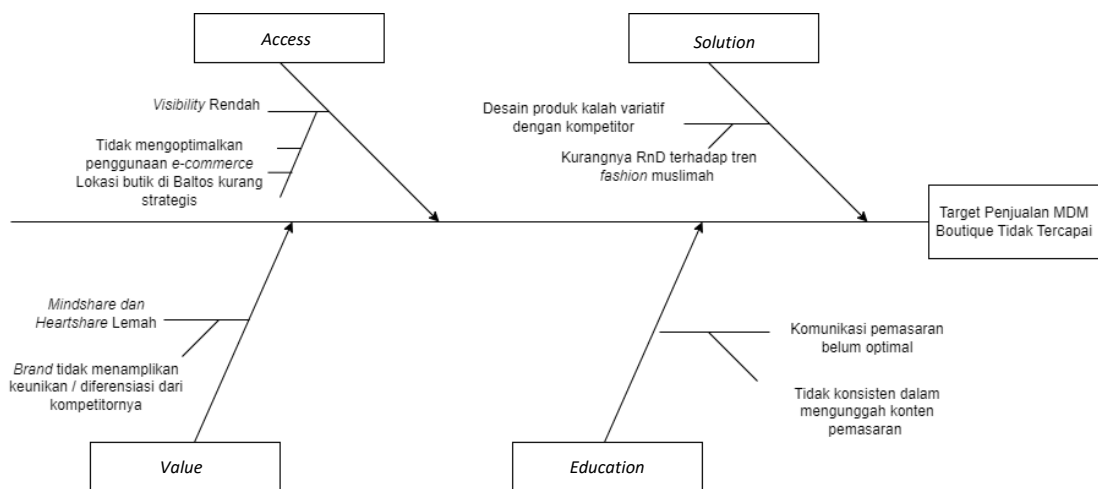 Access
Solution
Visibility Rendah
Tidak mengoptimalkan
penggunaan e-commerce
Lokasi butik di Baltos kurang
strategis
Desain produk kalah variatif
dengan kompetitor
Kurangnya RnD terhadap tren
fashion muslimah
Target Penjualan MDM
Boutique Tidak Tercapai
Mindshare dan
Heartshare Lemah
Brand tidak menamplikan
keunikan / diferensiasi dari
kompetitornya
Komunikasi pemasaran
belum optimal
Tidak konsisten dalam
mengunggah konten
pemasaran
Value
Education